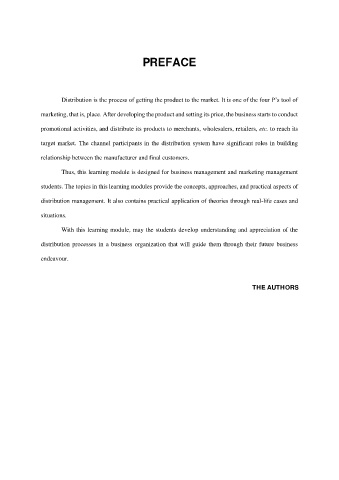 PREFACE
Distribution is the process of getting the product to the market. It is one of the four P's tool of
marketing, that is, place. After developing the product and setting its price, the business starts to conduct
promotional activities, and distribute its products to merchants, wholesalers, retailers, etc. to reach its
target market. The channel participants in the distribution system have significant roles in building
relationship between the manufacturer and final customers.
Thus, this learning module is designed for business management and marketing management
students. The topics in this learning modules provide the concepts, approaches, and practical aspects of
distribution management. It also contains practical application of theories through real-life cases and
situations.
With this learning module, may the students develop understanding and appreciation of the
distribution processes in a business organization that will guide them through their future business
endeavour.
THE AUTHORS